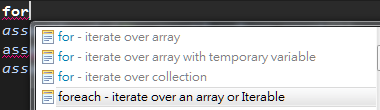 for
ass
for - iterate over array
ass
for - iterate over array with temporary variable
ass
for - iterate over collection
foreach - iterate over an array or Iterable